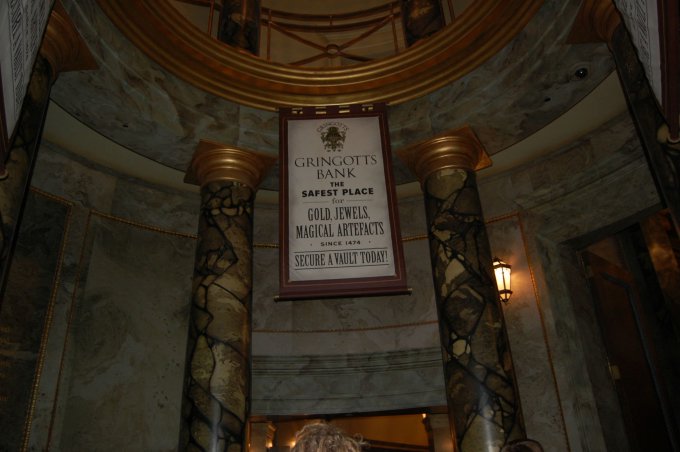 GRINGOTTS
BANK
THE
SAFEST PLACE
for
GOLD, JEWELS,
MAGICAL ARTEFACTS
SINCE 1474
SECURE A VAULT TODAY!